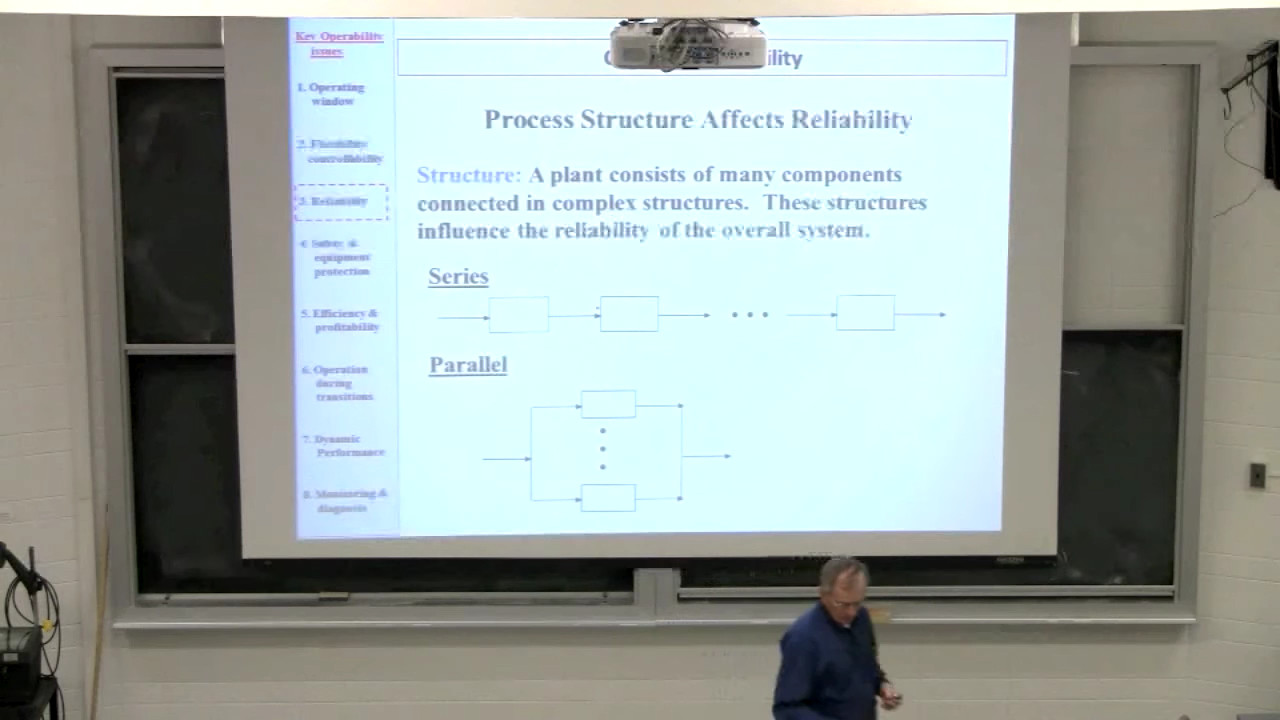 Key Operability
issues
1. Operating
window
controllability
3. Reliability
4. Safety &
equipment
protection
5. Efficiency &
profitability
6. Operation
during
transitions
7. Dynamic
Performance
8. Monitoring &
diagnosis
ility
Process Structure Affects Reliability
Structure: A plant consists of many components
connected in complex structures. These structures
influence the reliability of the overall system.
Series
Parallel